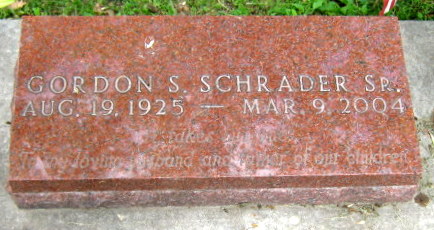 GORDON S. SCHRADER SR.
AUG. 19, 1925 — MAR. 9, 2004
To my loving husband and father of our children